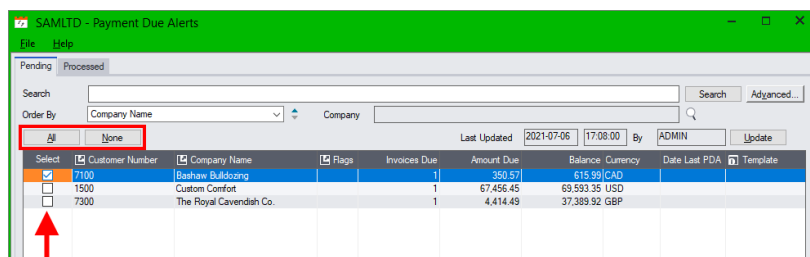 SAMLTD - Payment Due Alerts
File Help
Pending Processed
Search Search Advanced...
Order By Company Name Company
All None Last Updated 2021-07-06 17:08:00 By ADMIN Update
Select Customer Number Company Name Flags Invoices Due Amount Due Balance Currency Date Last PDA Template
7100 Bashaw Bulldozing 1 350.57 615.99 CAD
1500 Custom Comfort 1 67,456.45 69,593.35 USD
7300 The Royal Cavendish Co. 1 4,414.49 37,389.92 GBP